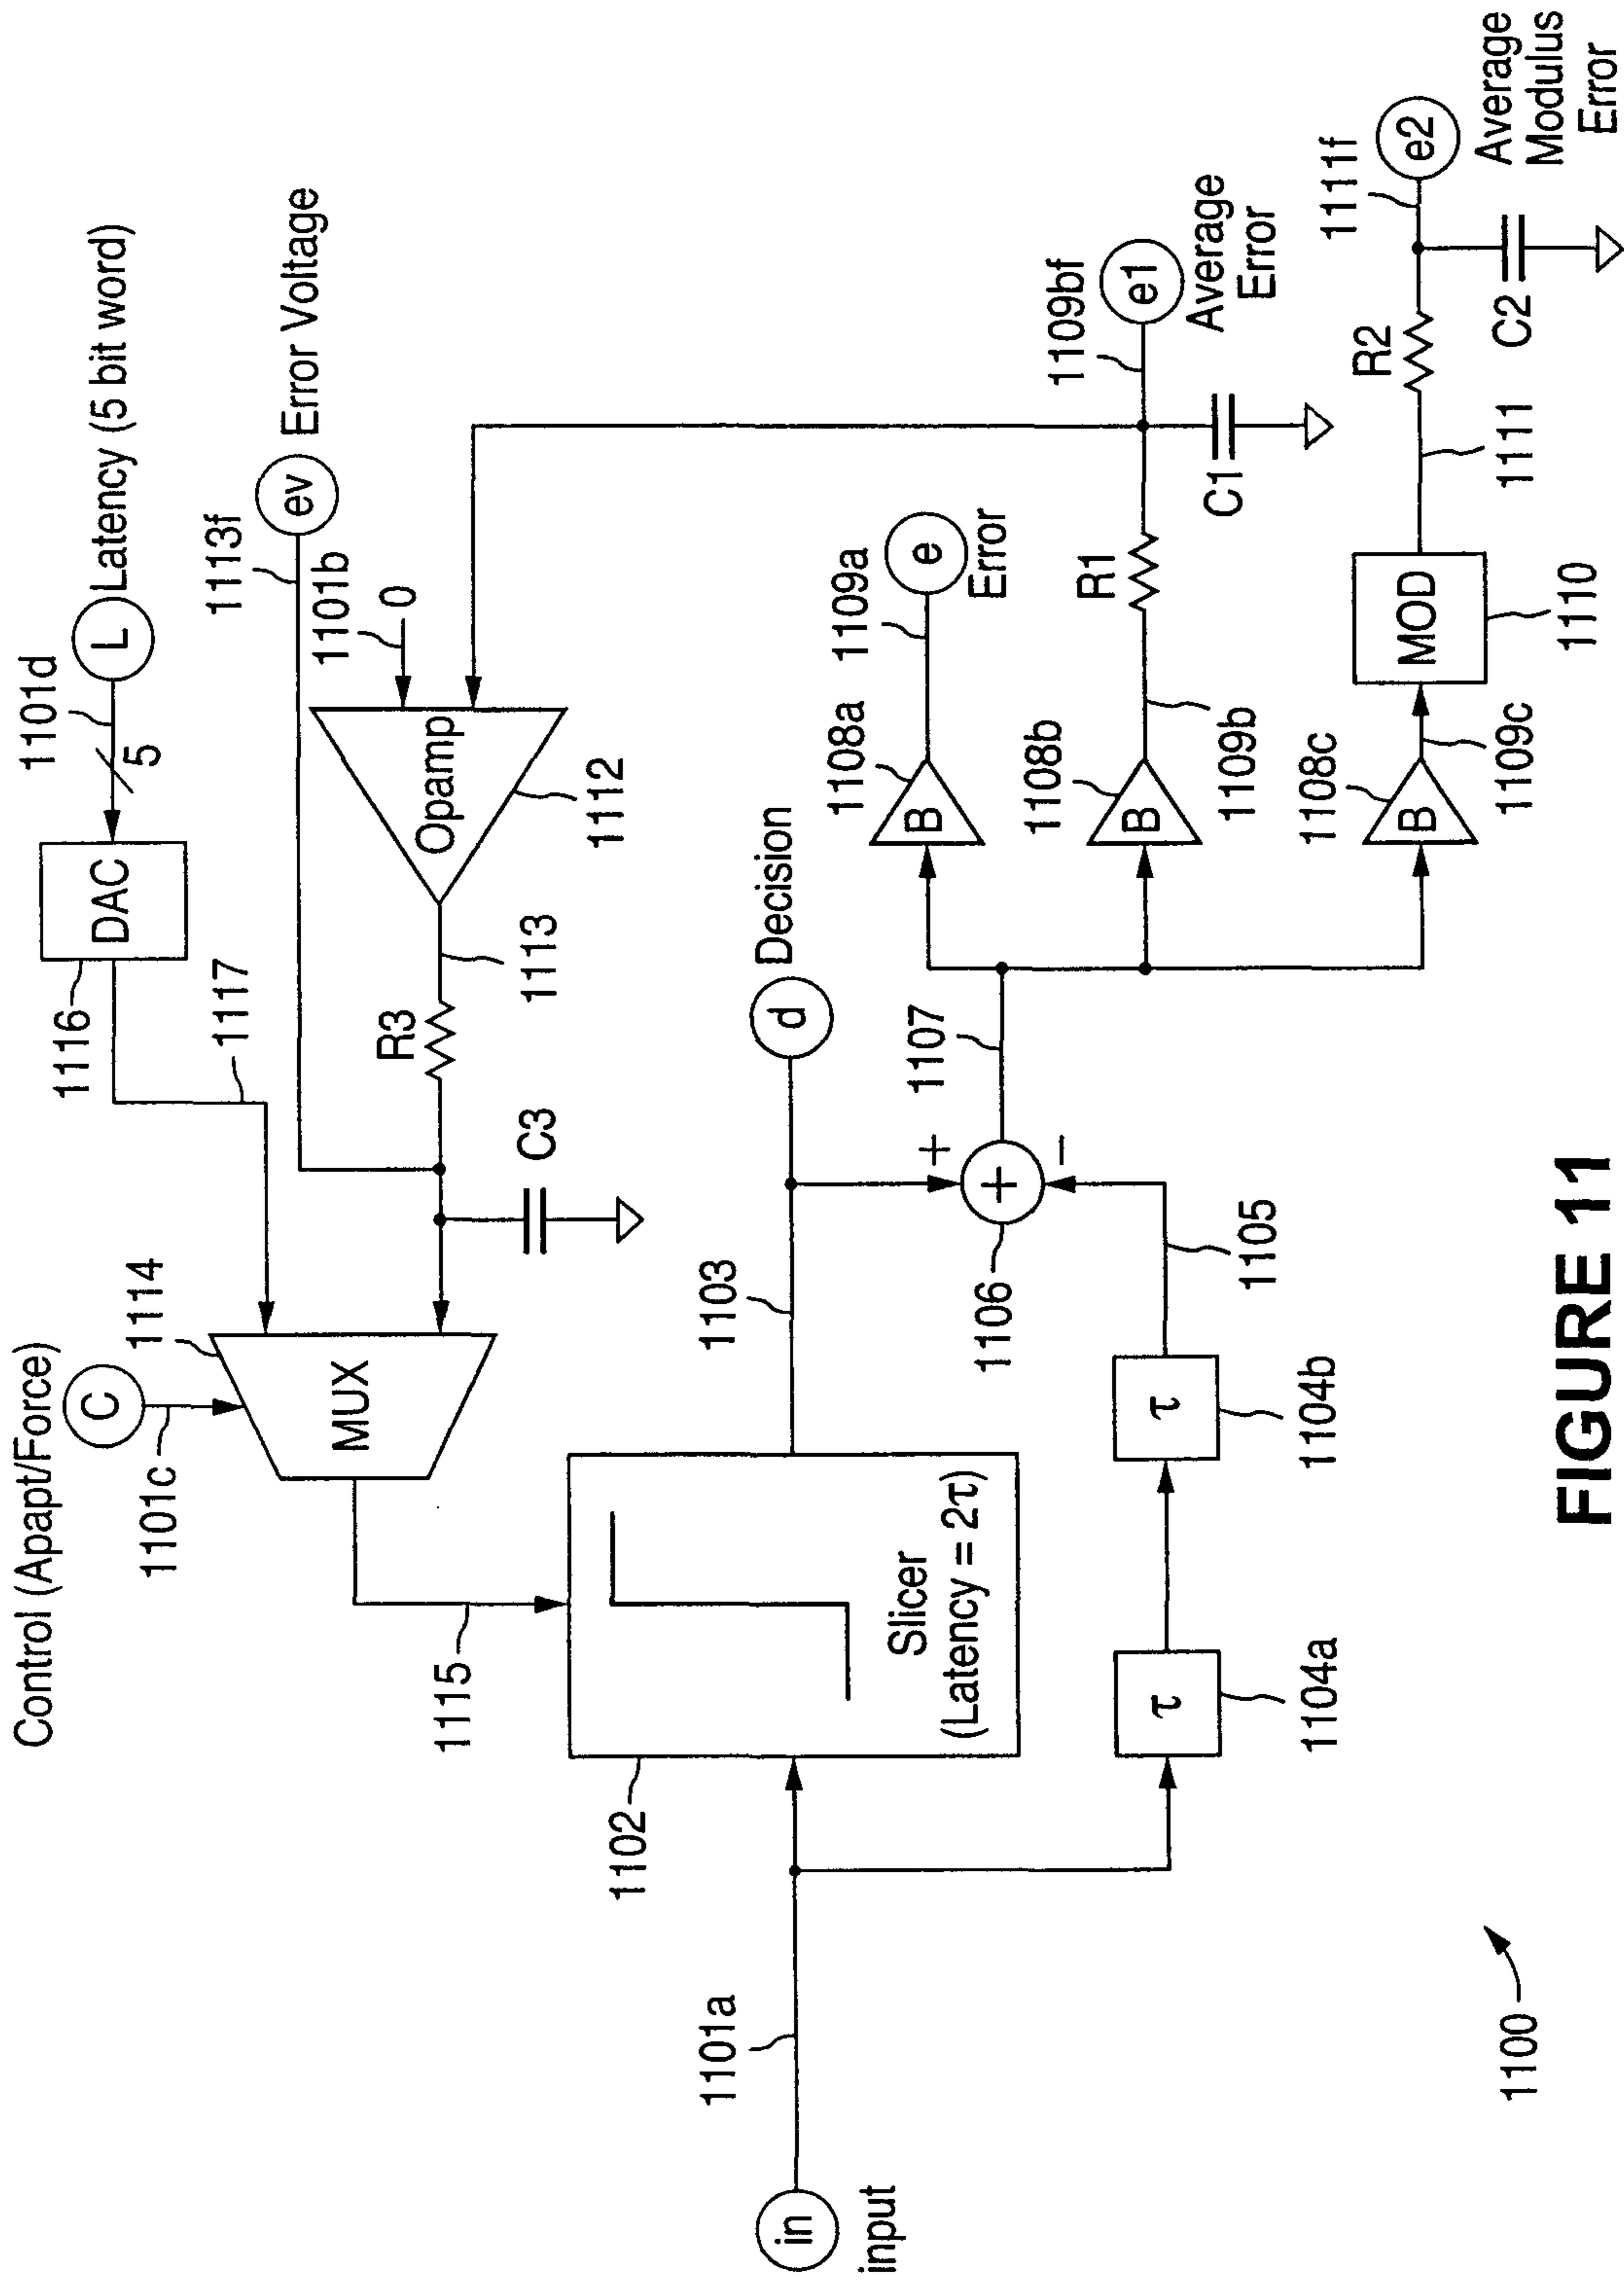 Control (Apapt/Force)
C
1101c
1114
MUX
1115
1116
DAC
1117
1101d
5
L
Latency (5 bit word)
1113f
ev
Error Voltage
1101b
0
Opamp
1112
1113
R3
C3
in
input
1101a
1102
Slicer
(Latency = 2τ)
1103
d
Decision
τ
1104a
τ
1104b
1105
1106
+
+
−
1107
1108a
B
1109a
e
Error
1108b
B
1109b
R1
C1
1109bf
e1
Average
Error
1108c
B
1109c
MOD
1110
1111
R2
C2
1111f
e2
Average
Modulus
Error
1100
FIGURE 11